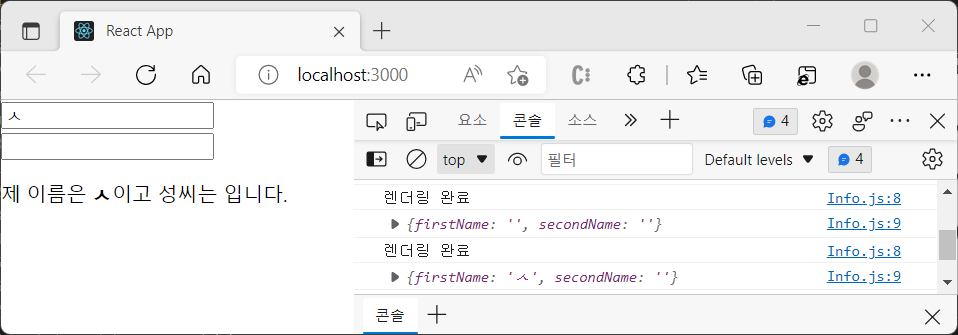 React App
localhost:3000
ㅅ
제 이름은 ㅅ이고 성씨는 입니다.
요소 콘솔 소스 4
top 필터 Default levels 4
렌더링 완료 Info.js:8
{firstName: '', secondName: ''} Info.js:9
렌더링 완료 Info.js:8
{firstName: 'ㅅ', secondName: ''} Info.js:9
콘솔